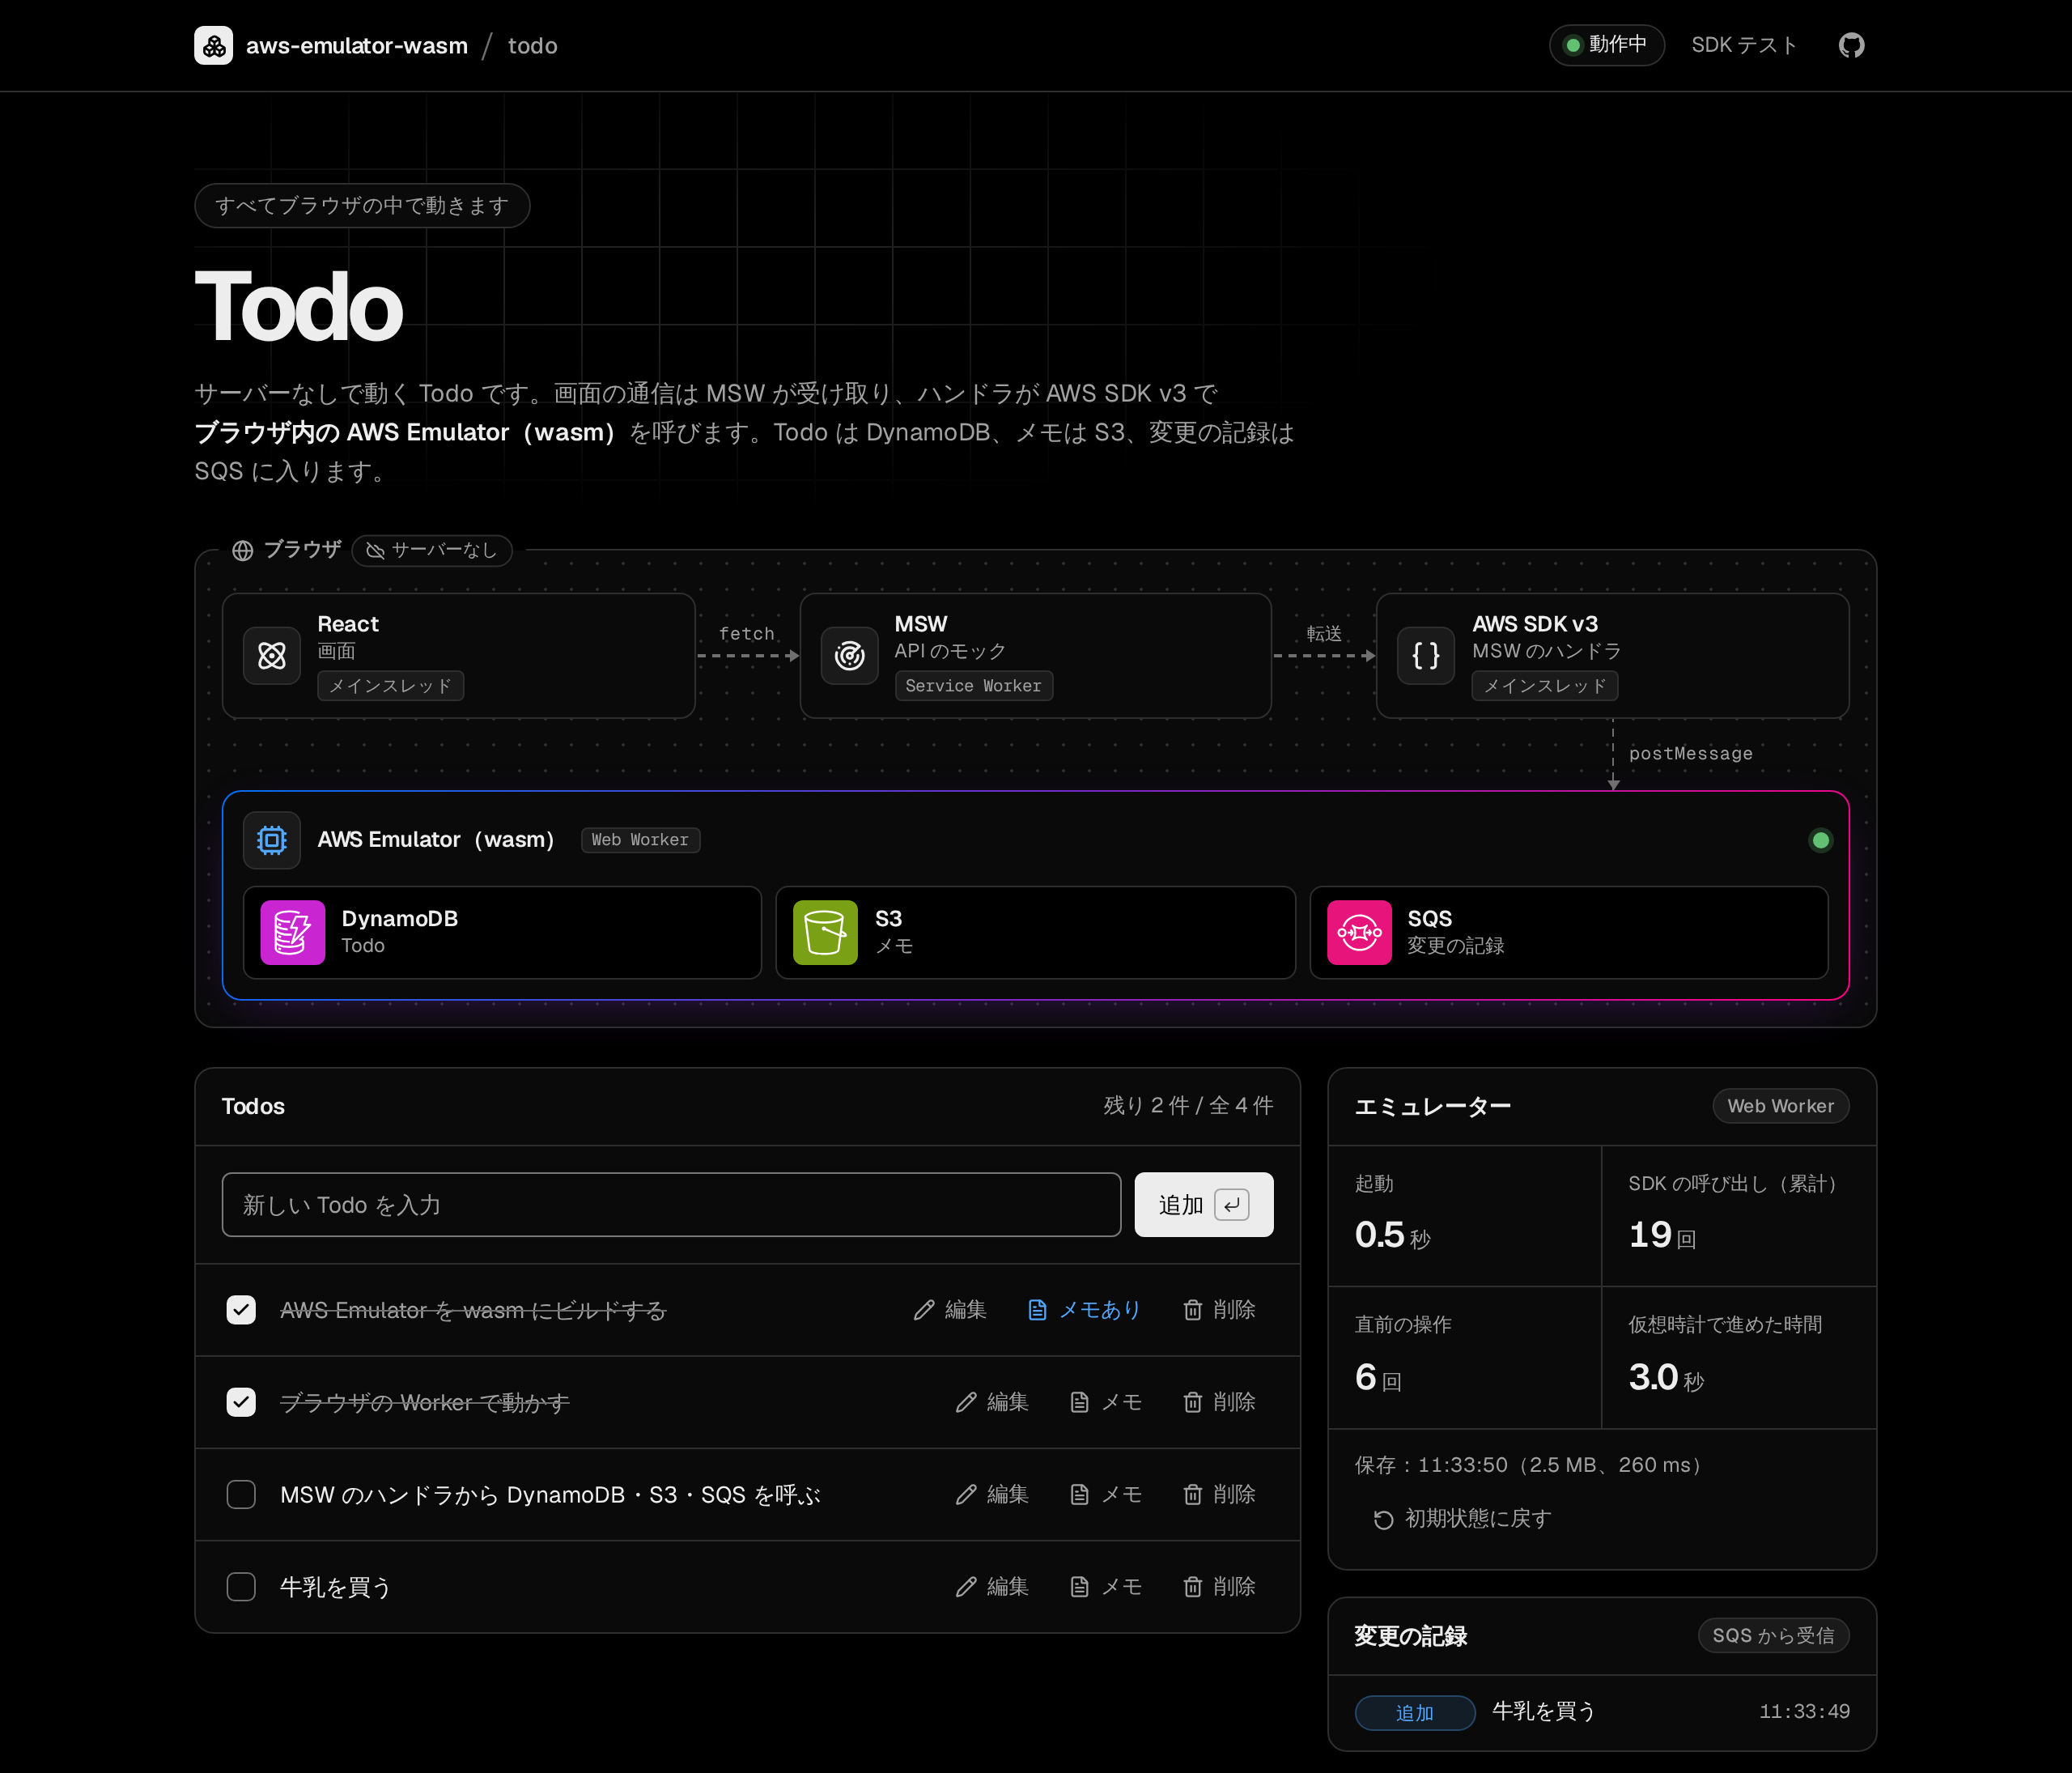 aws-emulator-wasm / todo
動作中
SDK テスト
すべてブラウザの中で動きます
Todo
サーバーなしで動く Todo です。画面の通信は MSW が受け取り、ハンドラが AWS SDK v3 で
ブラウザ内の AWS Emulator（wasm）を呼びます。Todo は DynamoDB、メモは S3、変更の記録は
SQS に入ります。
ブラウザ
サーバーなし
React
画面
メインスレッド
fetch
MSW
API のモック
Service Worker
転送
AWS SDK v3
MSW のハンドラ
メインスレッド
postMessage
AWS Emulator（wasm）
Web Worker
DynamoDB
Todo
S3
メモ
SQS
変更の記録
Todos
残り 2 件 / 全 4 件
新しい Todo を入力
追加
AWS Emulator を wasm にビルドする
編集
メモあり
削除
ブラウザの Worker で動かす
編集
メモ
削除
MSW のハンドラから DynamoDB・S3・SQS を呼ぶ
編集
メモ
削除
牛乳を買う
編集
メモ
削除
エミュレーター
Web Worker
起動
0.5 秒
SDK の呼び出し（累計）
19 回
直前の操作
6 回
仮想時計で進めた時間
3.0 秒
保存：11:33:50（2.5 MB、260 ms）
初期状態に戻す
変更の記録
SQS から受信
追加
牛乳を買う
11:33:49